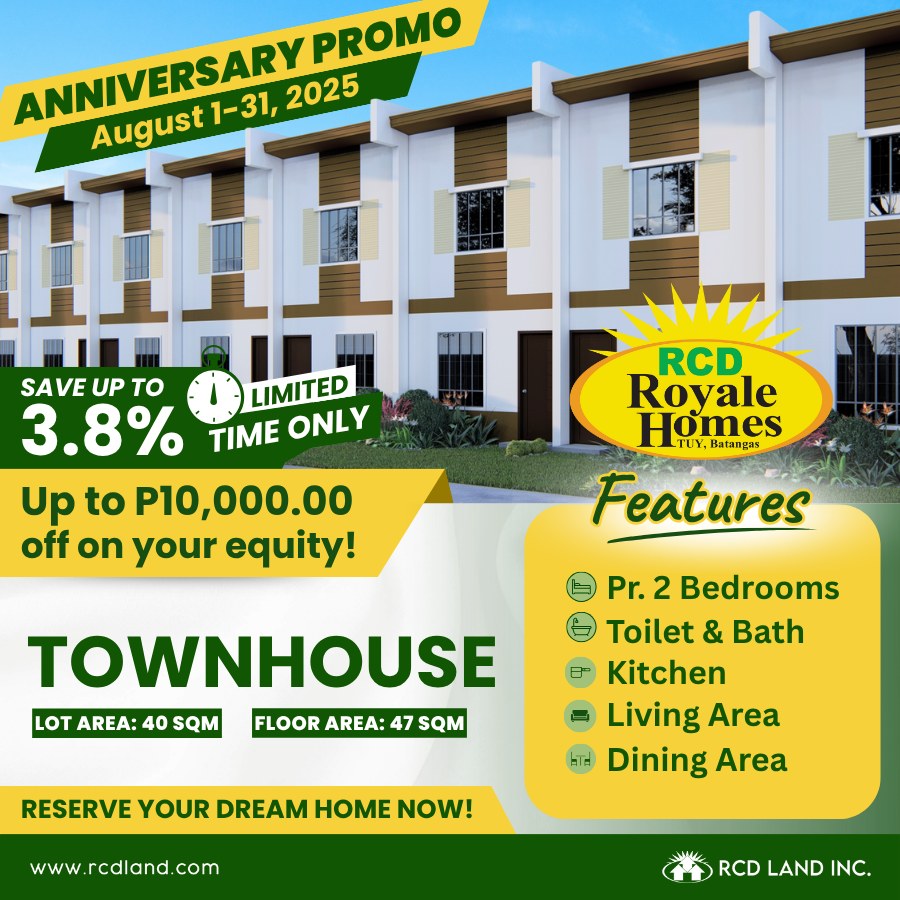 ANNIVERSARY PROMO
August 1-31, 2025
SAVE UP TO
3.8%
LIMITED
TIME ONLY
Up to P10,000.00
off on your equity!
RCD
Royale
Homes
TUY, Batangas
Features
Pr. 2 Bedrooms
Toilet & Bath
Kitchen
Living Area
Dining Area
TOWNHOUSE
LOT AREA: 40 SQM
FLOOR AREA: 47 SQM
RESERVE YOUR DREAM HOME NOW!
www.rcdland.com
RCD LAND INC.